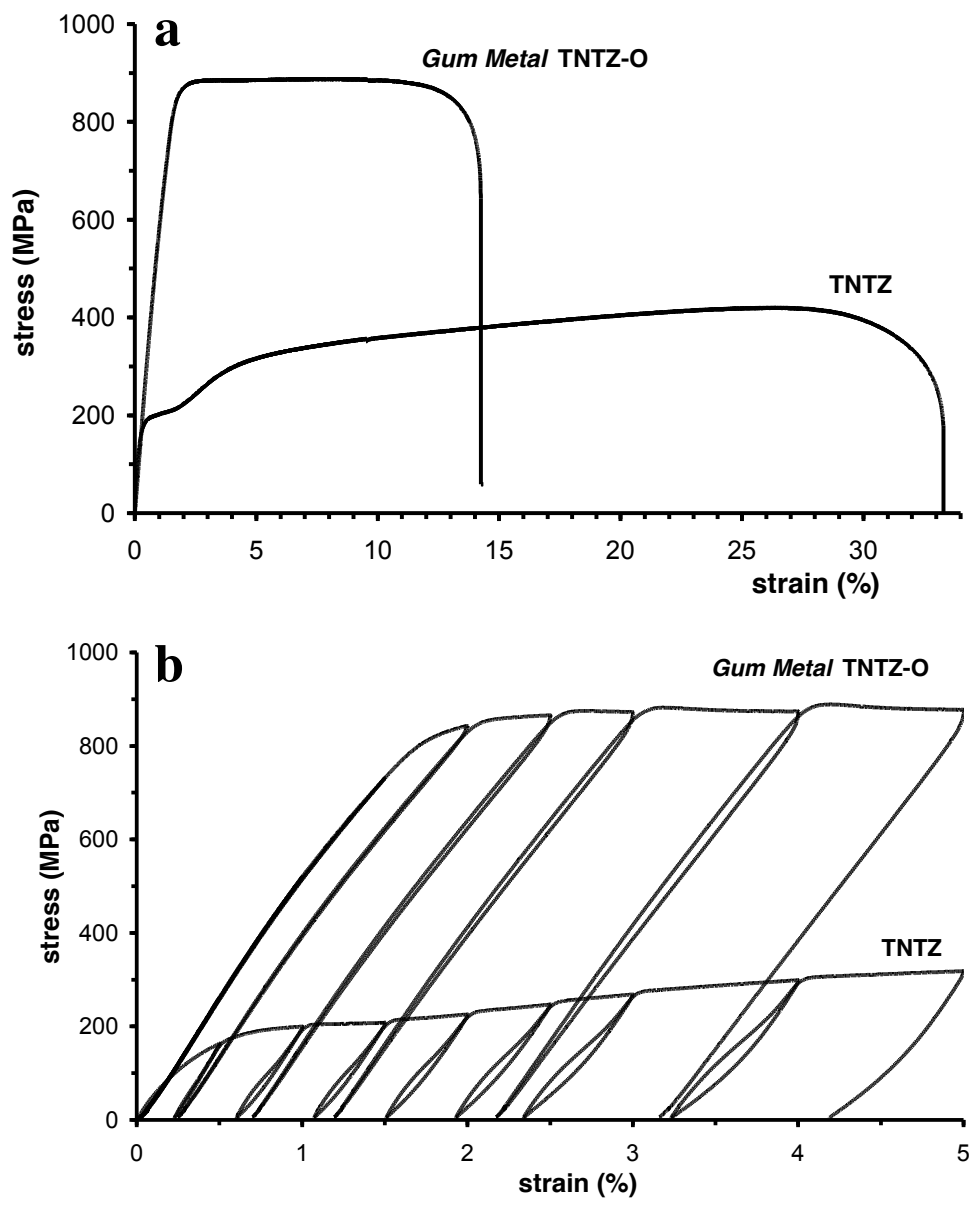 a
1000
Gum Metal TNTZ-O
800
600
TNTZ
400
200
0
stress (MPa)
0 5 10 15 20 25 30
strain (%)
b
1000
Gum Metal TNTZ-O
800
600
400
TNTZ
200
0
stress (MPa)
0 1 2 3 4 5
strain (%)